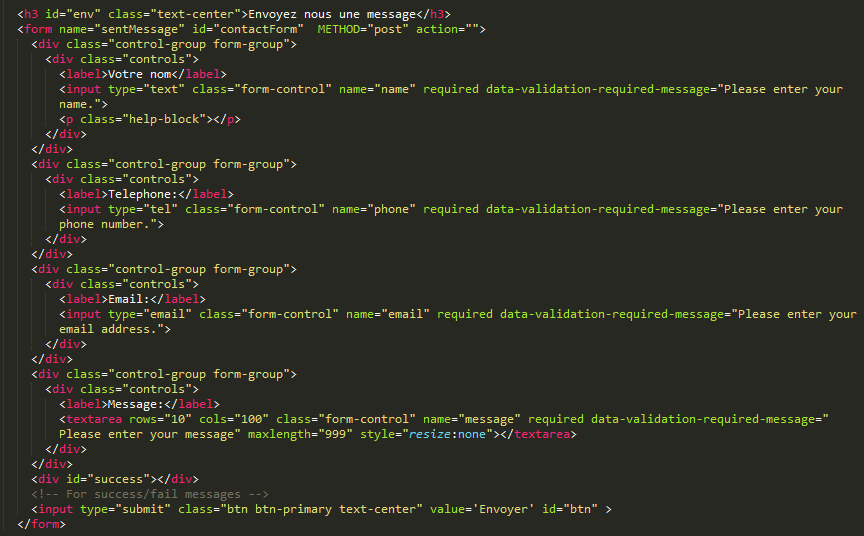 <h3 id="env" class="text-center">Envoyez nous une message</h3>
<form name="sentMessage" id="contactForm"  METHOD="post" action="">
<div class="control-group form-group">
<div class="controls">
<label>Votre nom</label>
<input type="text" class="form-control" name="name" required data-validation-required-message="Please enter your
name.">
<p class="help-block"></p>
</div>
</div>
<div class="control-group form-group">
<div class="controls">
<label>Telephone:</label>
<input type="tel" class="form-control" name="phone" required data-validation-required-message="Please enter your
phone number.">
</div>
</div>
<div class="control-group form-group">
<div class="controls">
<label>Email:</label>
<input type="email" class="form-control" name="email" required data-validation-required-message="Please enter your
email address.">
</div>
</div>
<div class="control-group form-group">
<div class="controls">
<label>Message:</label>
<textarea rows="10" cols="100" class="form-control" name="message" required data-validation-required-message="
Please enter your message" maxlength="999" style="resize:none"></textarea>
</div>
</div>
<div id="success"></div>
<!-- For success/fail messages -->
<input type="submit" class="btn btn-primary text-center" value='Envoyer' id="btn" >
</form>